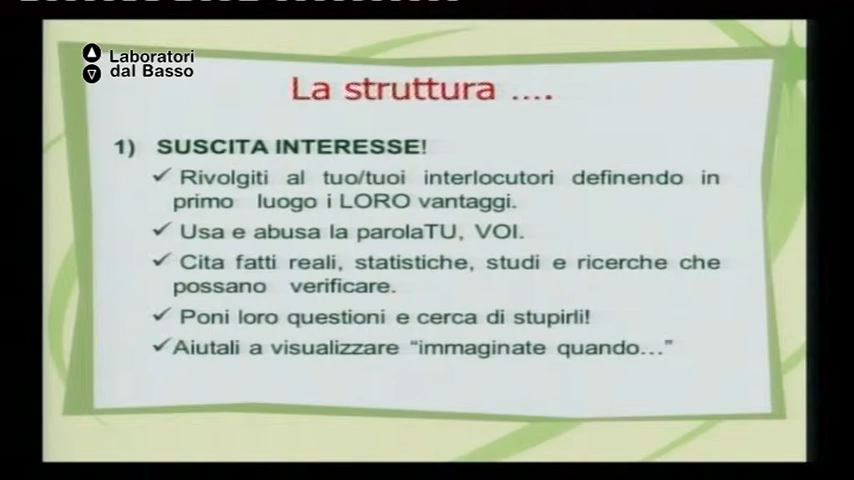 Laboratori
dal Basso
La struttura ....
1) SUSCITA INTERESSE!
✓ Rivolgiti al tuo/tuoi interlocutori definendo in
primo luogo i LORO vantaggi.
✓ Usa e abusa la parolaTU, VOI.
✓ Cita fatti reali, statistiche, studi e ricerche che
possano verificare.
✓ Poni loro questioni e cerca di stupirli!
✓ Aiutali a visualizzare “immaginate quando…”